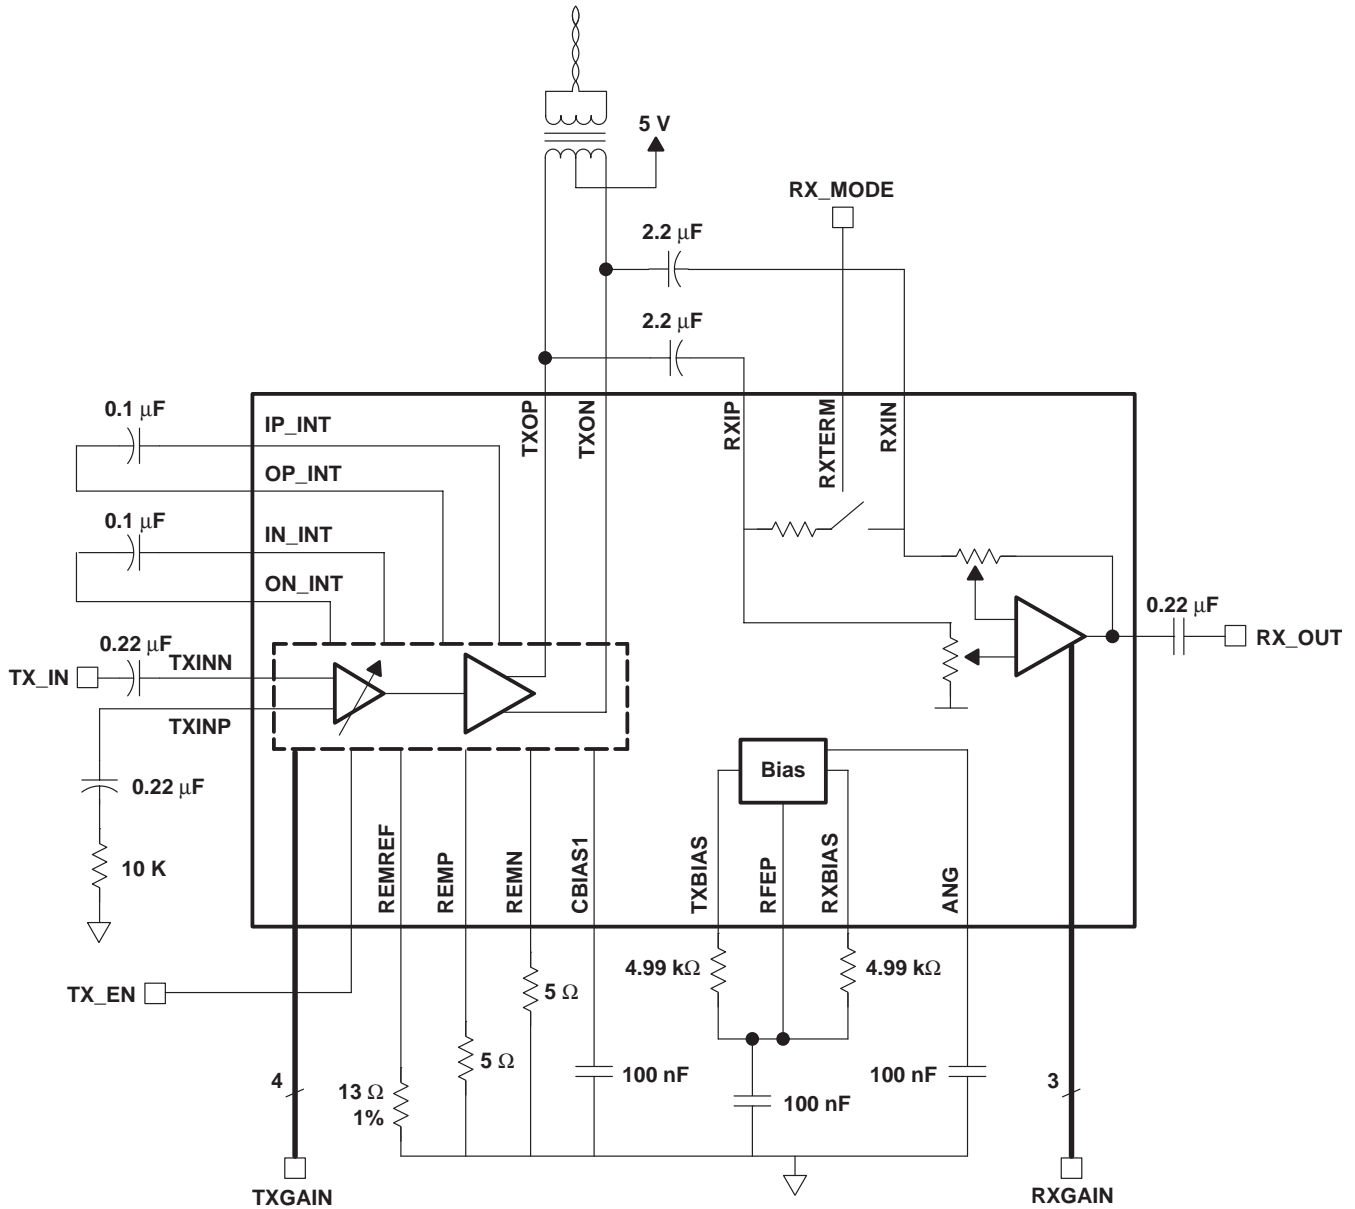 5 V
RX_MODE
2.2 μF
2.2 μF
0.1 μF
IP_INT
TXOP
TXON
RXIP
RXTERM
RXIN
OP_INT
0.1 μF
IN_INT
ON_INT
0.22 μF
TXINN
TX_IN
TXINP
0.22 μF
RX_OUT
0.22 μF
10 K
Bias
REMREF
REMP
REMN
CBIAS1
TXBIAS
RFEP
RXBIAS
ANG
4.99 kΩ
4.99 kΩ
TX_EN
5 Ω
5 Ω
4
13 Ω
1%
100 nF
100 nF
100 nF
3
TXGAIN
RXGAIN